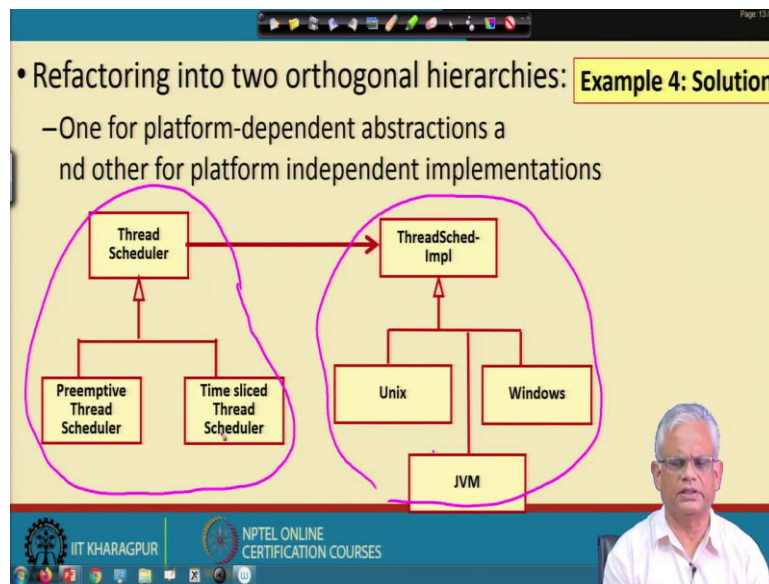 Page: 13
• Refactoring into two orthogonal hierarchies:
Example 4: Solution
–One for platform-dependent abstractions a
nd other for platform independent implementations
Thread
Scheduler
ThreadSched-
Impl
Preemptive
Thread
Scheduler
Time sliced
Thread
Scheduler
Unix
Windows
JVM
IIT KHARAGPUR
NPTEL ONLINE
CERTIFICATION COURSES